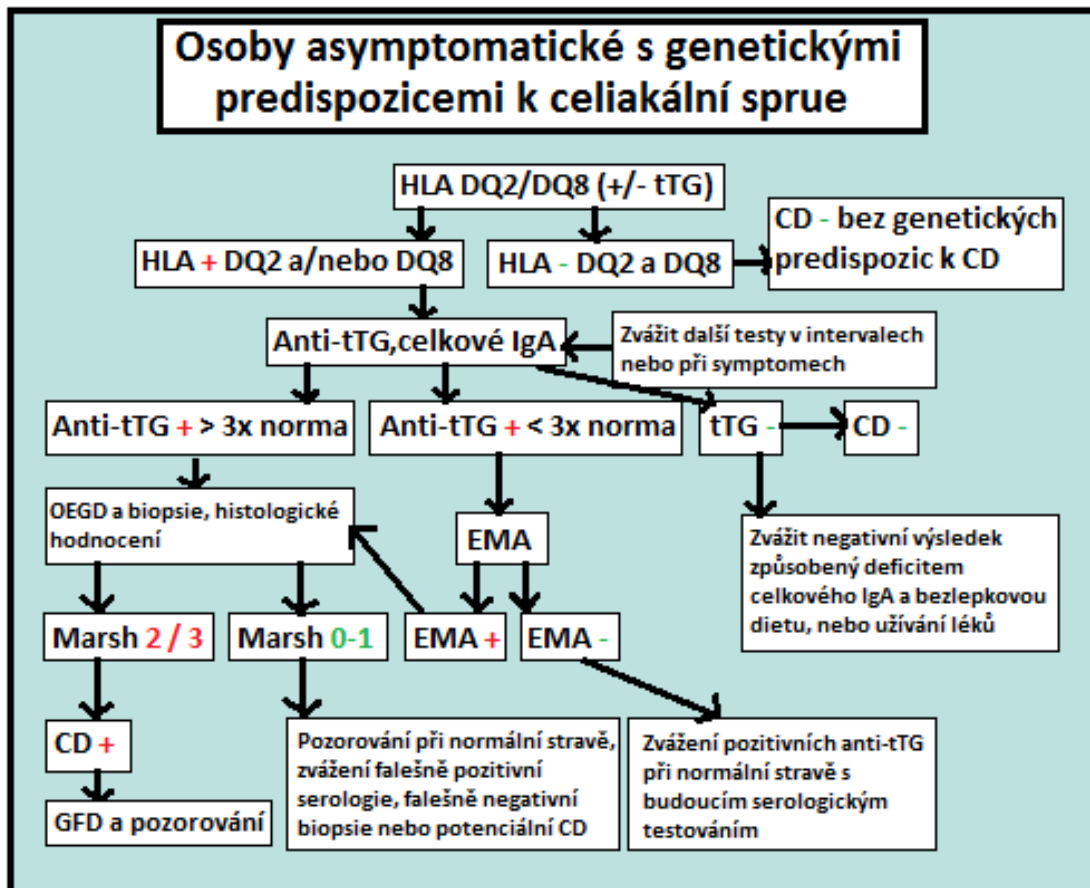 Osoby asymptomatické s genetickými
predispozicemi k celiakální sprue
HLA DQ2/DQ8 (+/- tTG)
HLA + DQ2 a/nebo DQ8
HLA - DQ2 a DQ8
CD - bez genetických
predispozic k CD
Anti-tTG,celkové IgA
Zvážit další testy v intervalech
nebo při symptomech
Anti-tTG + > 3x norma
Anti-tTG + < 3x norma
tTG -
CD -
OEGD a biopsie, histologické
hodnocení
EMA
Zvážit negativní výsledek
způsobený deficitem
celkového IgA a bezlepkovou
dietu, nebo užívání léků
Marsh 2 / 3
Marsh 0-1
EMA +
EMA -
CD +
Pozorování při normální stravě,
zvážení falešně pozitivní
serologie, falešně negativní
biopsie nebo potenciální CD
Zvážení pozitivních anti-tTG
při normální stravě s
budoucím serologickým
testováním
GFD a pozorování